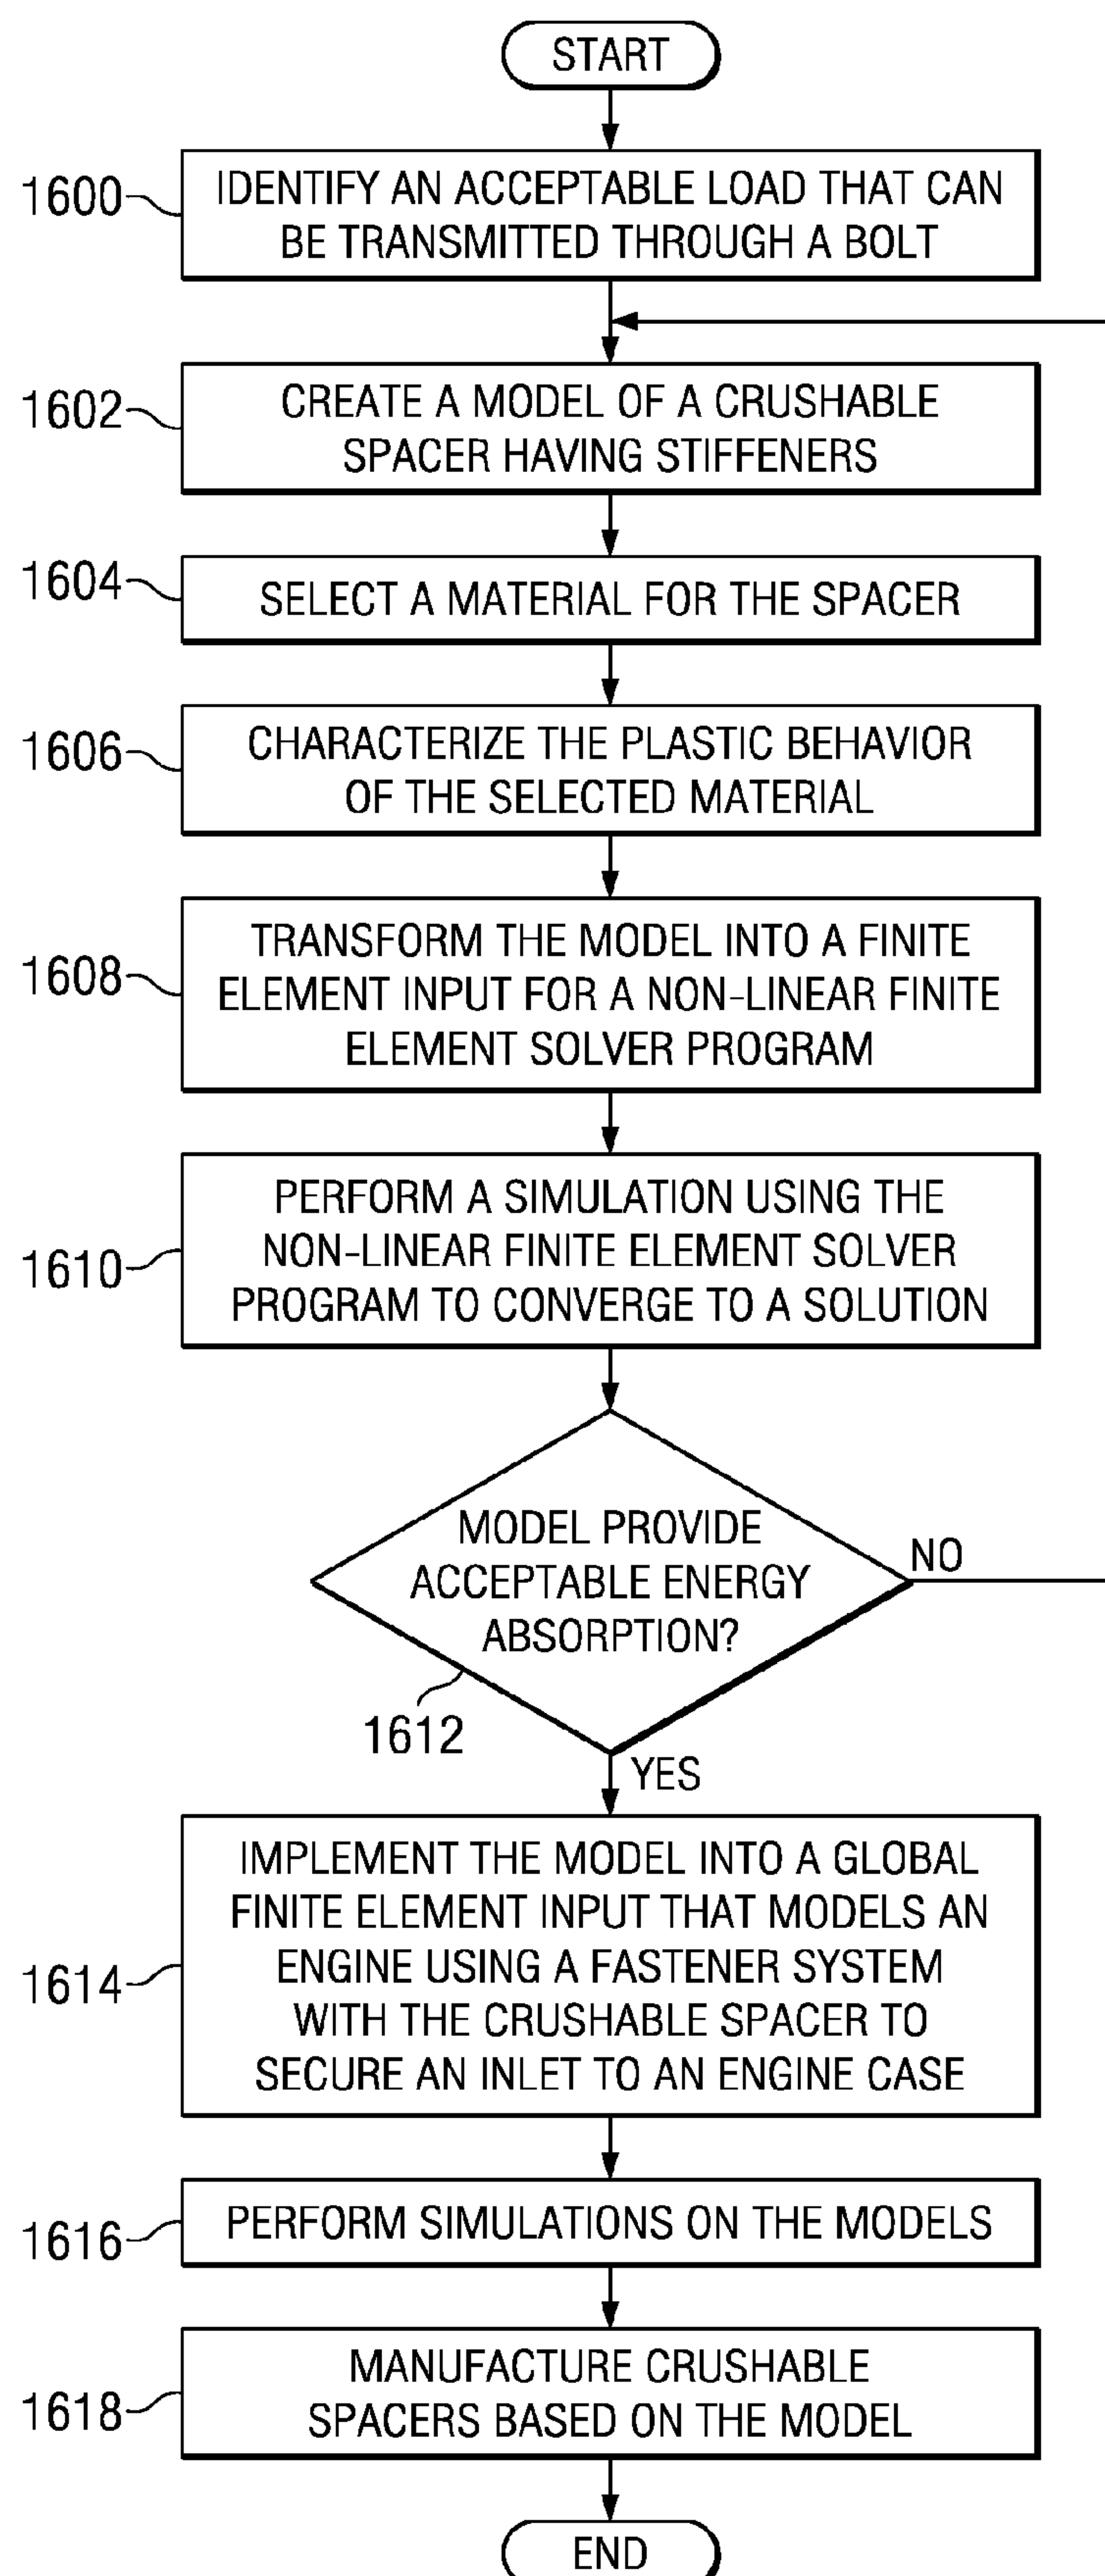 START
1600
IDENTIFY AN ACCEPTABLE LOAD THAT CAN
BE TRANSMITTED THROUGH A BOLT
1602
CREATE A MODEL OF A CRUSHABLE
SPACER HAVING STIFFENERS
1604
SELECT A MATERIAL FOR THE SPACER
1606
CHARACTERIZE THE PLASTIC BEHAVIOR
OF THE SELECTED MATERIAL
1608
TRANSFORM THE MODEL INTO A FINITE
ELEMENT INPUT FOR A NON-LINEAR FINITE
ELEMENT SOLVER PROGRAM
1610
PERFORM A SIMULATION USING THE
NON-LINEAR FINITE ELEMENT SOLVER
PROGRAM TO CONVERGE TO A SOLUTION
MODEL PROVIDE
ACCEPTABLE ENERGY
ABSORPTION?
NO
1612
YES
1614
IMPLEMENT THE MODEL INTO A GLOBAL
FINITE ELEMENT INPUT THAT MODELS AN
ENGINE USING A FASTENER SYSTEM
WITH THE CRUSHABLE SPACER TO
SECURE AN INLET TO AN ENGINE CASE
1616
PERFORM SIMULATIONS ON THE MODELS
1618
MANUFACTURE CRUSHABLE
SPACERS BASED ON THE MODEL
END